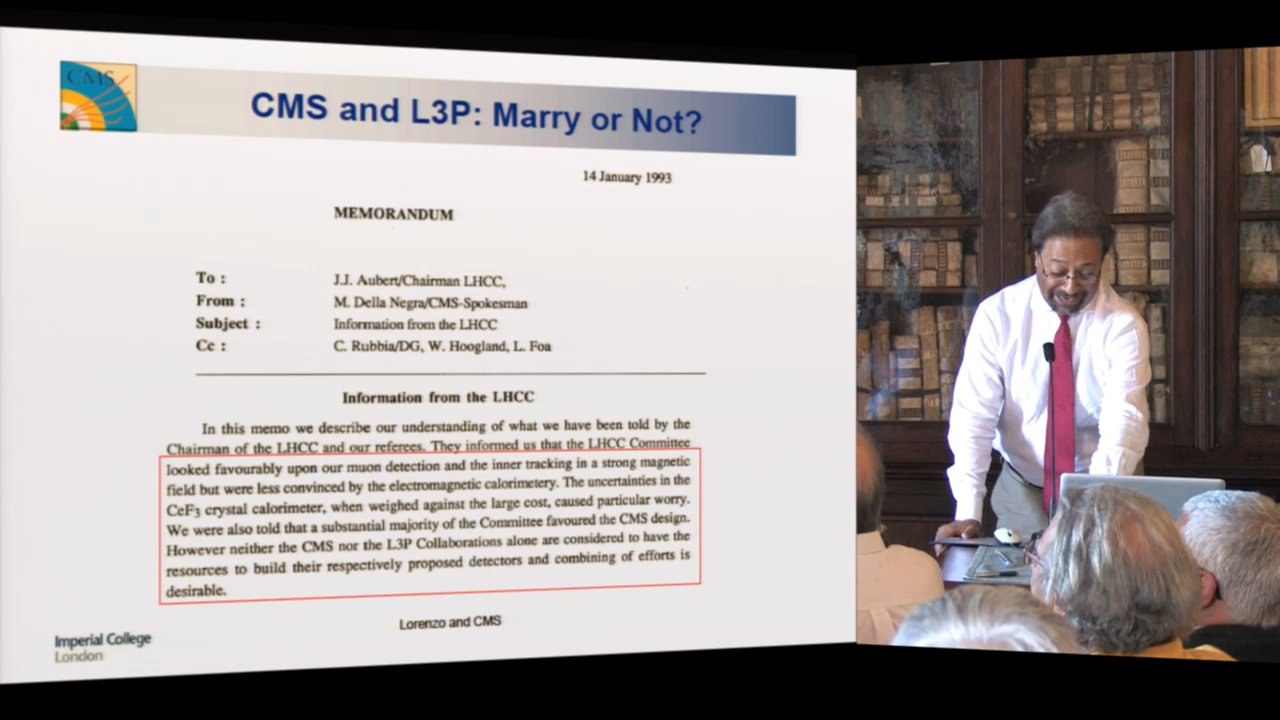 CMS
CMS and L3P: Marry or Not?
14 January 1993
MEMORANDUM
To : J.J. Aubert/Chairman LHCC,
From : M. Della Negra/CMS-Spokesman
Subject : Information from the LHCC
Cc : C. Rubbia/DG, W. Hoogland, L. Foa
Information from the LHCC
In this memo we describe our understanding of what we have been told by the
Chairman of the LHCC and our referees. They informed us that the LHCC Committee
looked favourably upon our muon detection and the inner tracking in a strong magnetic
field but were less convinced by the electromagnetic calorimetery. The uncertainties in the
CeF3 crystal calorimeter, when weighed against the large cost, caused particular worry.
We were also told that a substantial majority of the Committee favoured the CMS design.
However neither the CMS nor the L3P Collaborations alone are considered to have the
resources to build their respectively proposed detectors and combining of efforts is
desirable.
Lorenzo and CMS
Imperial College
London